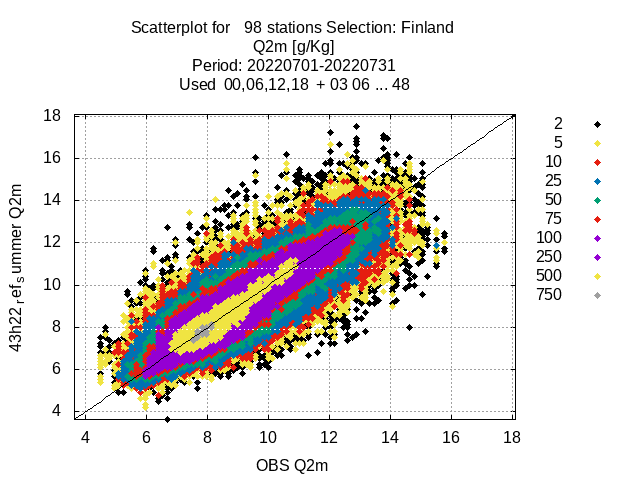 Scatterplot for 98 stations Selection: Finland
Q2m [g/Kg]
Period: 20220701-20220731
Used 00,06,12,18 + 03 06 ... 48
18
16
14
12
10
8
6
4
43h22_ref_summer Q2m
4 6 8 10 12 14 16 18
OBS Q2m
2
5
10
25
50
75
100
250
500
750